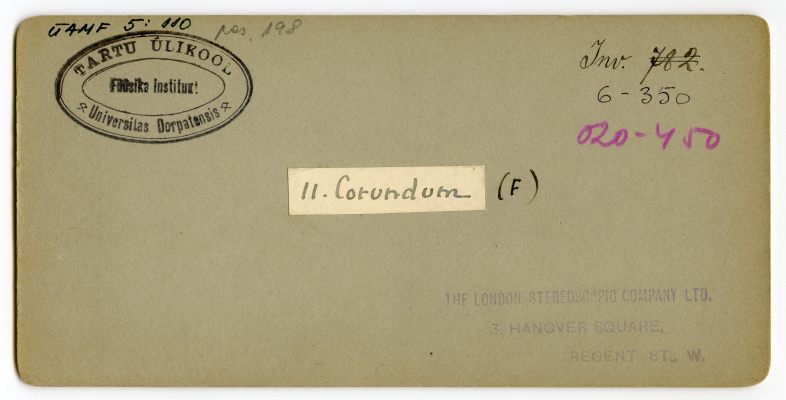 ÜAMF 5: 110
pos. 198
TARTU ÜLIKOOL
Füüsika Instituut
Universitas Dorpatensis
Inv. 782.
6-350
020-450
11. Corundum (F)
THE LONDON STEREOSCOPIC COMPANY LTD.
3, HANOVER SQUARE,
REGENT ST., W.